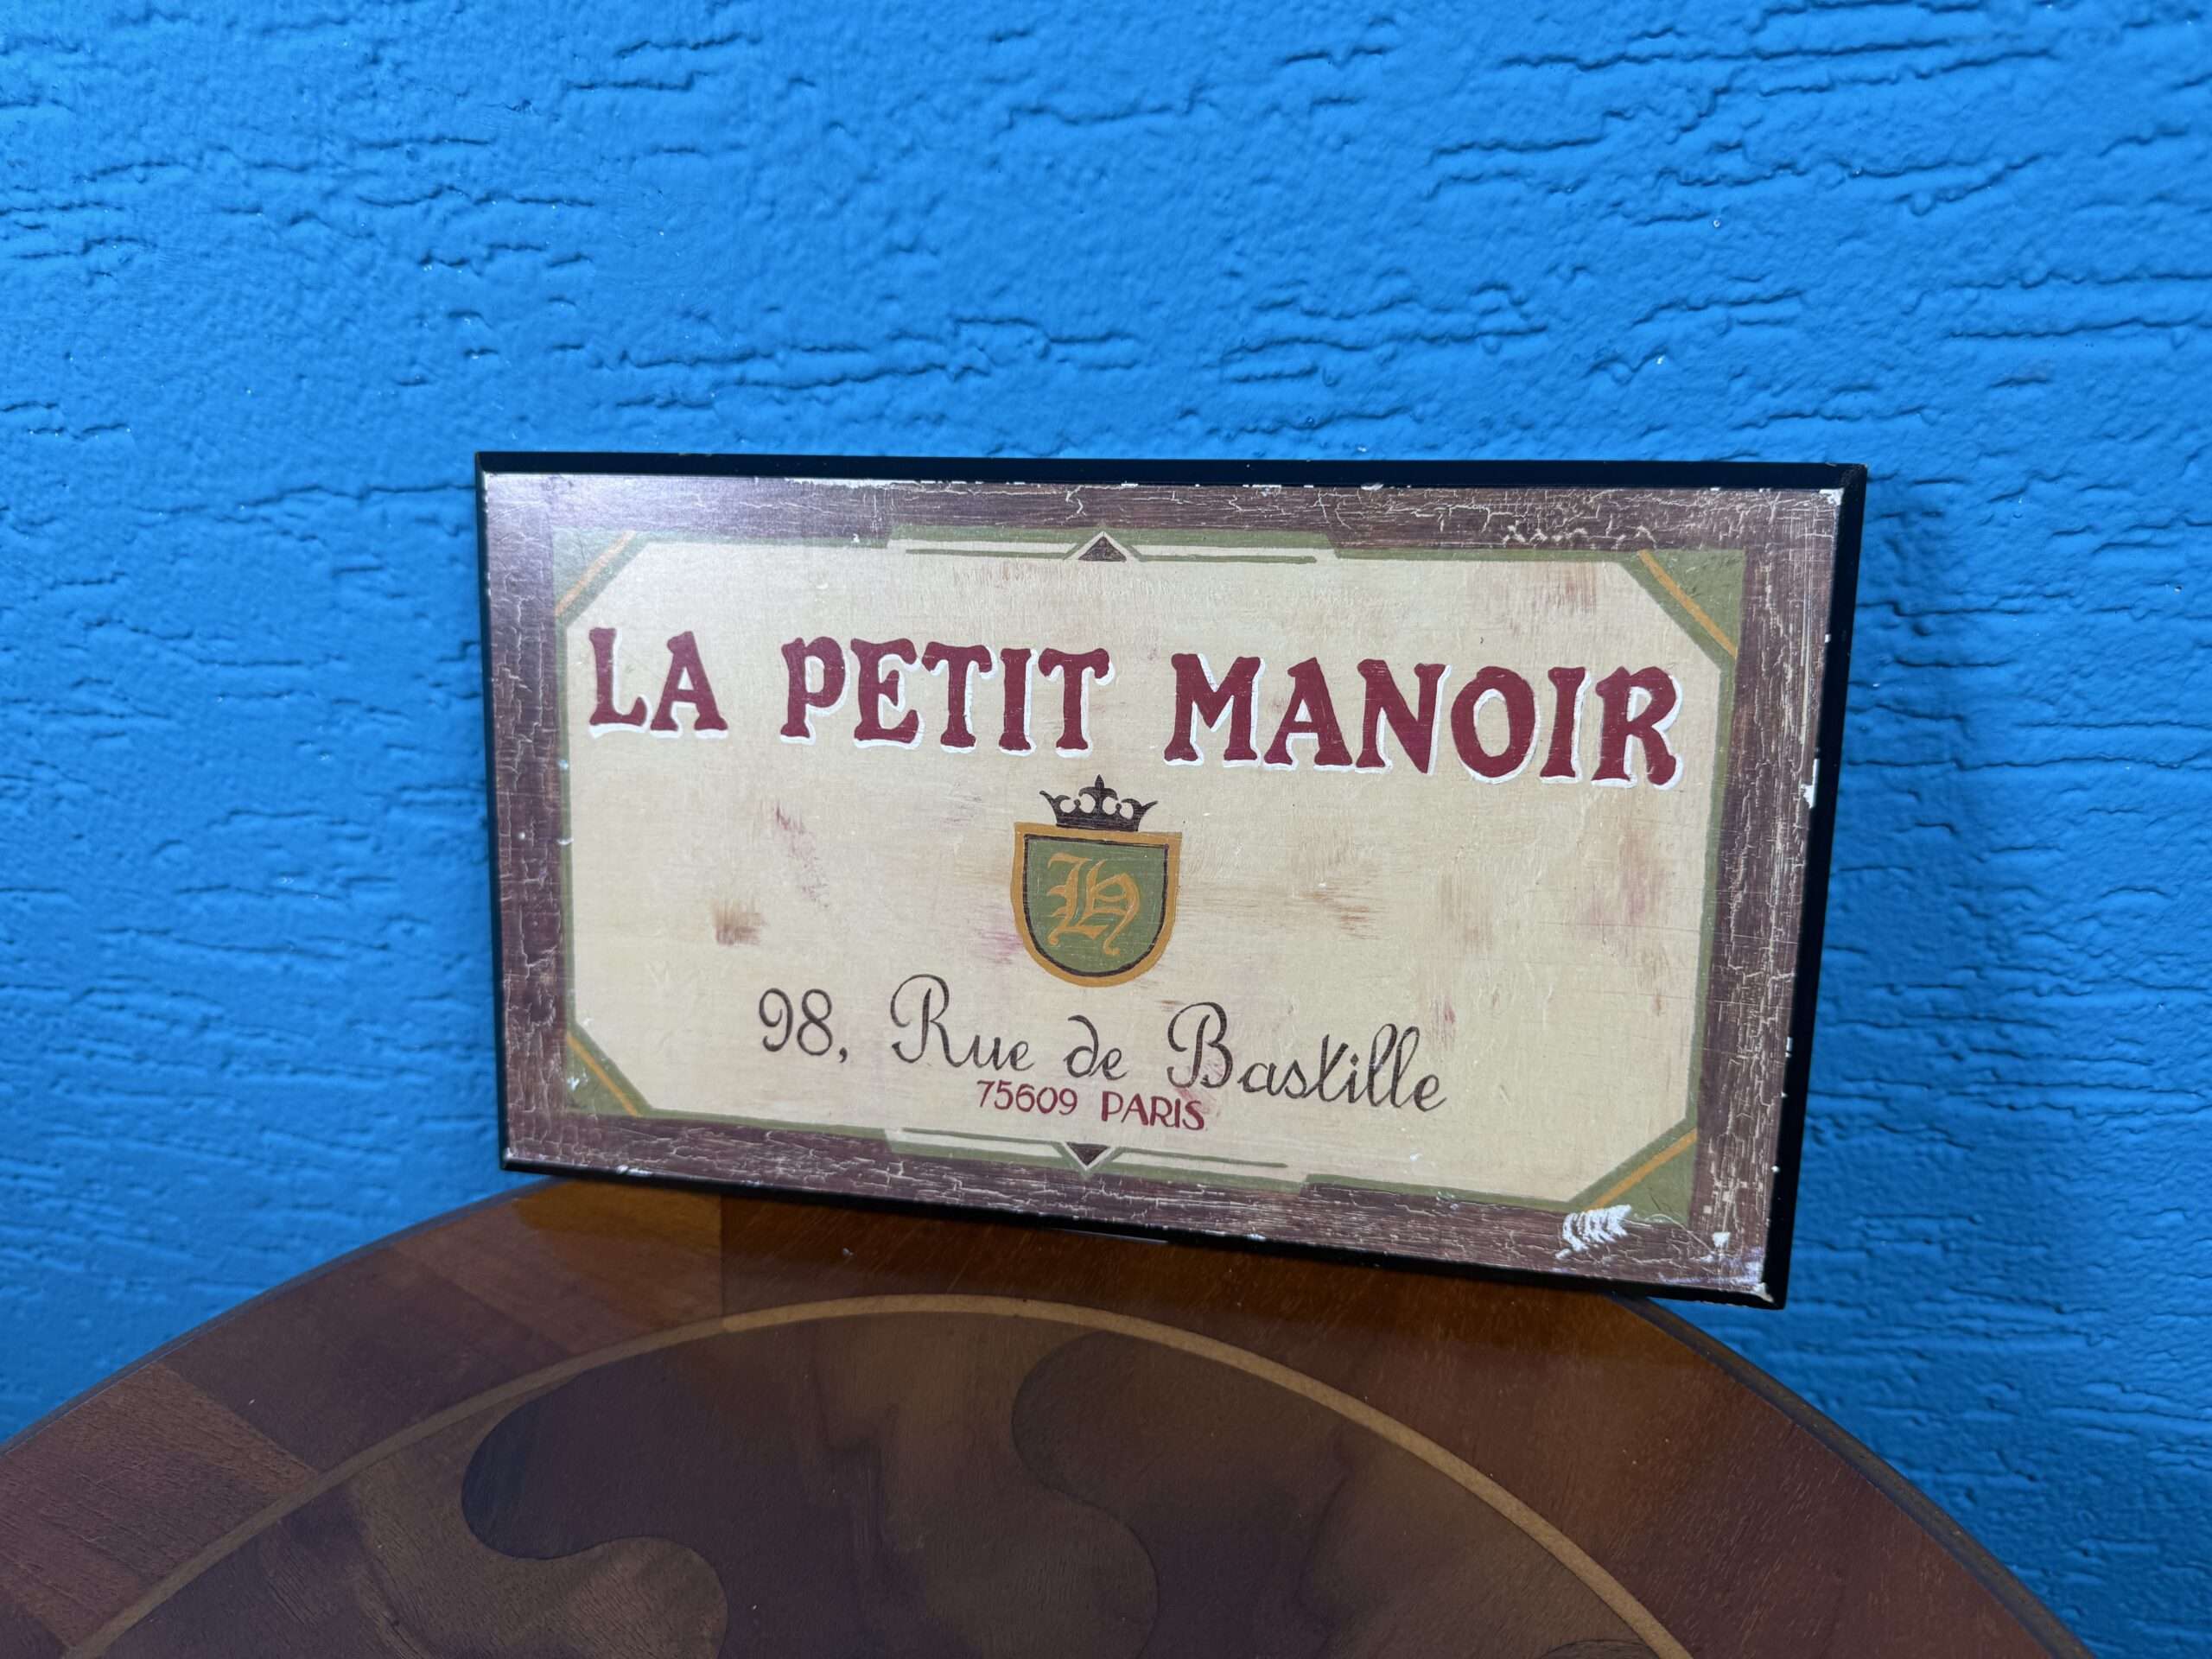 LA PETIT MANOIR
H
98, Rue de Bastille
75609 PARIS